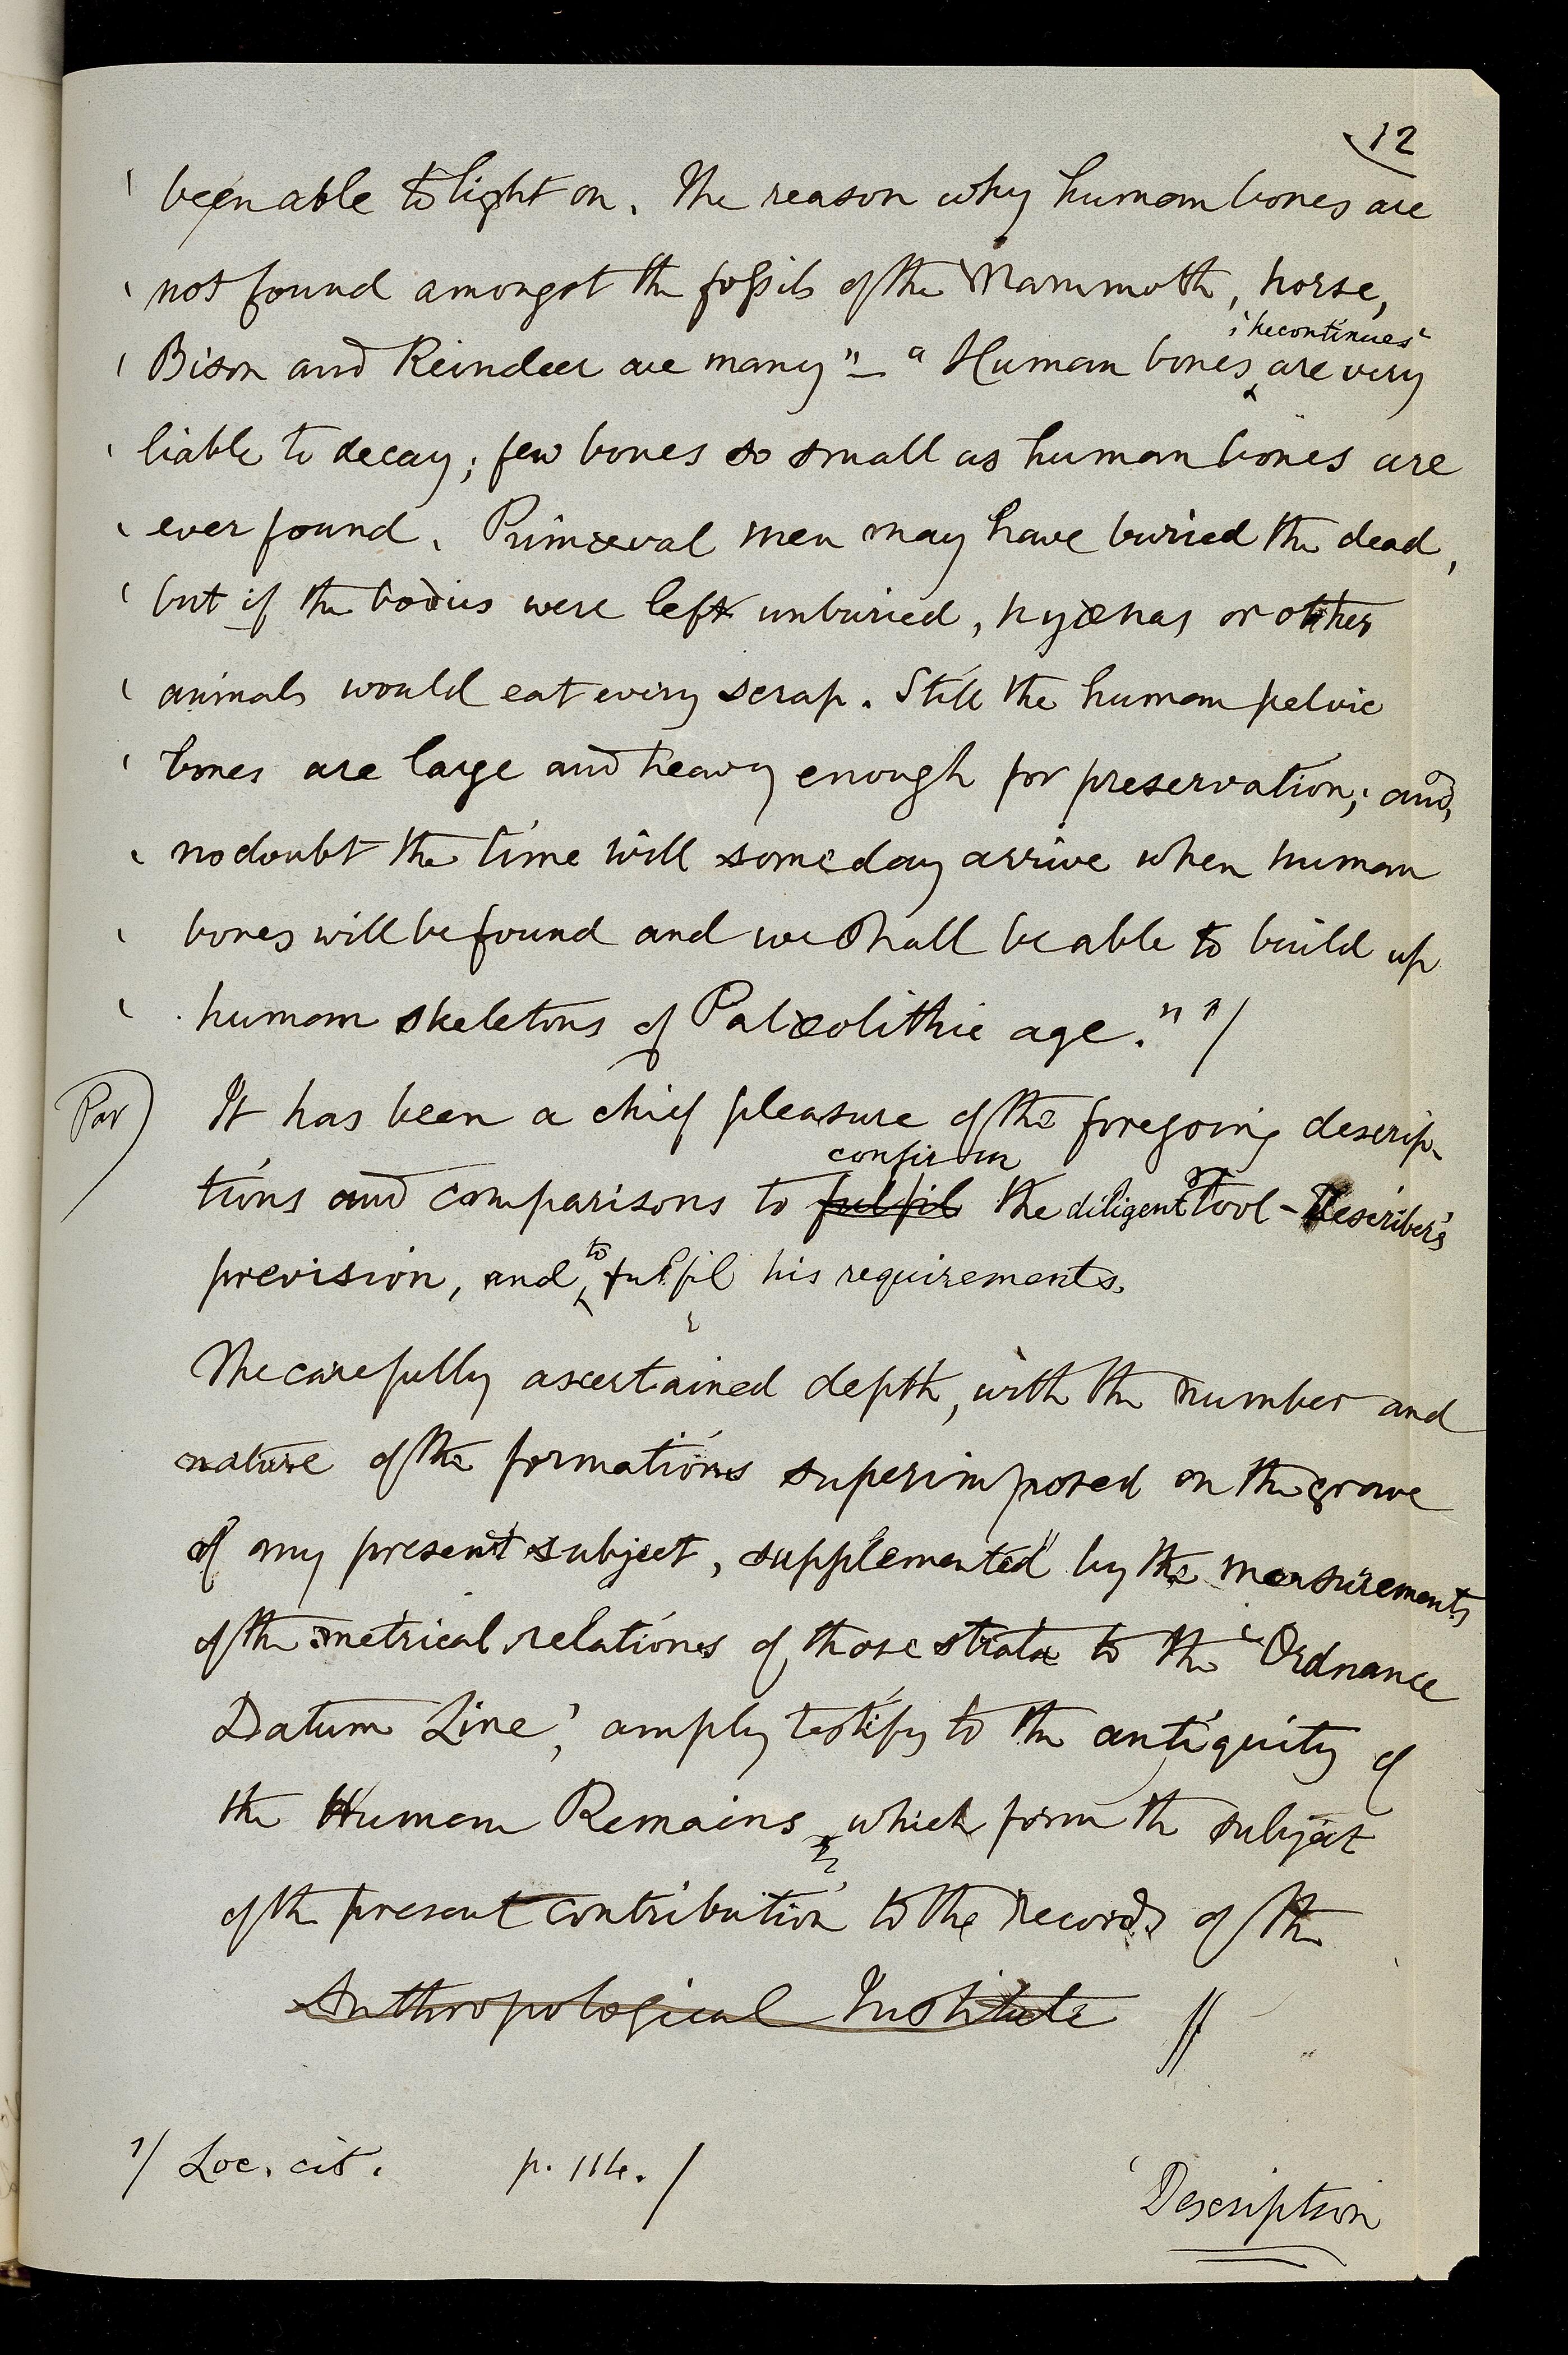 12
' been able to light on. The reason why human bones are
' not found amongst the fossils of the Mammoth, horse,
' he continues '
' Bison and Reindeer are many" — " Human bones are very
' liable to decay; few bones so small as human bones are
' ever found. Primæval men may have buried the dead,
' but if the bodies were left unburied, hyænas or other
' animals would eat every scrap. Still the human pelvic
' bones are large and heavy enough for preservation; and,
' no doubt the time will some day arrive when human
' bones will be found and we shall be able to build up
' human skeletons of Palæolithic age." 1/
Par) It has been a chief pleasure of the foregoing descrip-
confirm
tions and comparisons to fulfil the diligent Tool-Describer's
to
prevision, and fulfil his requirements.
The carefully ascertained depth, with the number and
nature of the formations superimposed on the grave
of my present subject, supplemented by the measurements
of the metrical relations of those strata to the 'Ordnance
Datum Line', amply testify to the antiquity of
the Human Remains which form the subject
of the present contribution to the records of the
Anthropological Institute //
1/ Loc. cit. p. 114. /
Description